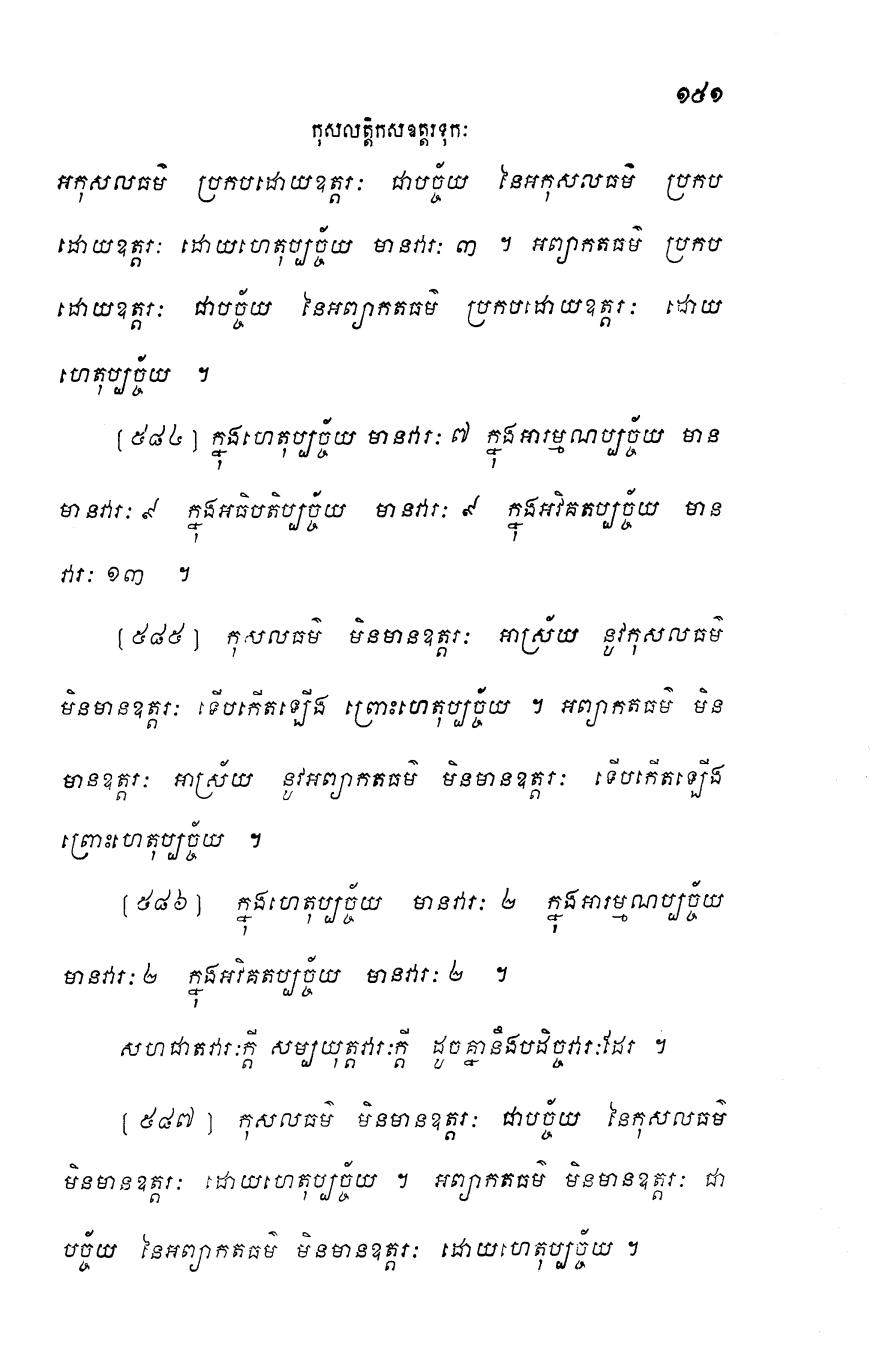 ១៥១
កុសលត្តិកសឧត្តរទុកៈ
អកុសលធម៌ ប្រកបដោយឧត្តរៈ ជាបច្ច័យ នៃអកុសលធម៌ ប្រកប
ដោយឧត្តរៈ ដោយហេតុប្បច្ច័យ មានវារៈ ៣ ។ អព្យាកតធម៌ ប្រកប
ដោយឧត្តរៈ ជាបច្ច័យ នៃអព្យាកតធម៌ ប្រកបដោយឧត្តរៈ ដោយ
ហេតុប្បច្ច័យ ។
[៥៨៤] ក្នុងហេតុប្បច្ច័យ មានវារៈ ៧ ក្នុងអារម្មណប្បច្ច័យ មាន
មានវារៈ ៩ ក្នុងអធិបតិប្បច្ច័យ មានវារៈ ៩ ក្នុងអវិគតប្បច្ច័យ មាន
វារៈ ១៣ ។
[៥៨៥] កុសលធម៌ មិនមានឧត្តរៈ អាស្រ័យ នូវកុសលធម៌
មិនមានឧត្តរៈ ទើបកើតឡើង ព្រោះហេតុប្បច្ច័យ ។ អព្យាកតធម៌ មិន
មានឧត្តរៈ អាស្រ័យ នូវអព្យាកតធម៌ មិនមានឧត្តរៈ ទើបកើតឡើង
ព្រោះហេតុប្បច្ច័យ ។
[៥៨៦] ក្នុងហេតុប្បច្ច័យ មានវារៈ ២ ក្នុងអារម្មណប្បច្ច័យ
មានវារៈ ២ ក្នុងអវិគតប្បច្ច័យ មានវារៈ ២ ។
សហជាតវារៈក្តី សម្បយុត្តវារៈក្តី ដូចគ្នានឹងបដិច្ចវារៈដែរ ។
[៥៨៧] កុសលធម៌ មិនមានឧត្តរៈ ជាបច្ច័យ នៃកុសលធម៌
មិនមានឧត្តរៈ ដោយហេតុប្បច្ច័យ ។ អព្យាកតធម៌ មិនមានឧត្តរៈ ជា
បច្ច័យ នៃអព្យាកតធម៌ មិនមានឧត្តរៈ ដោយហេតុប្បច្ច័យ ។